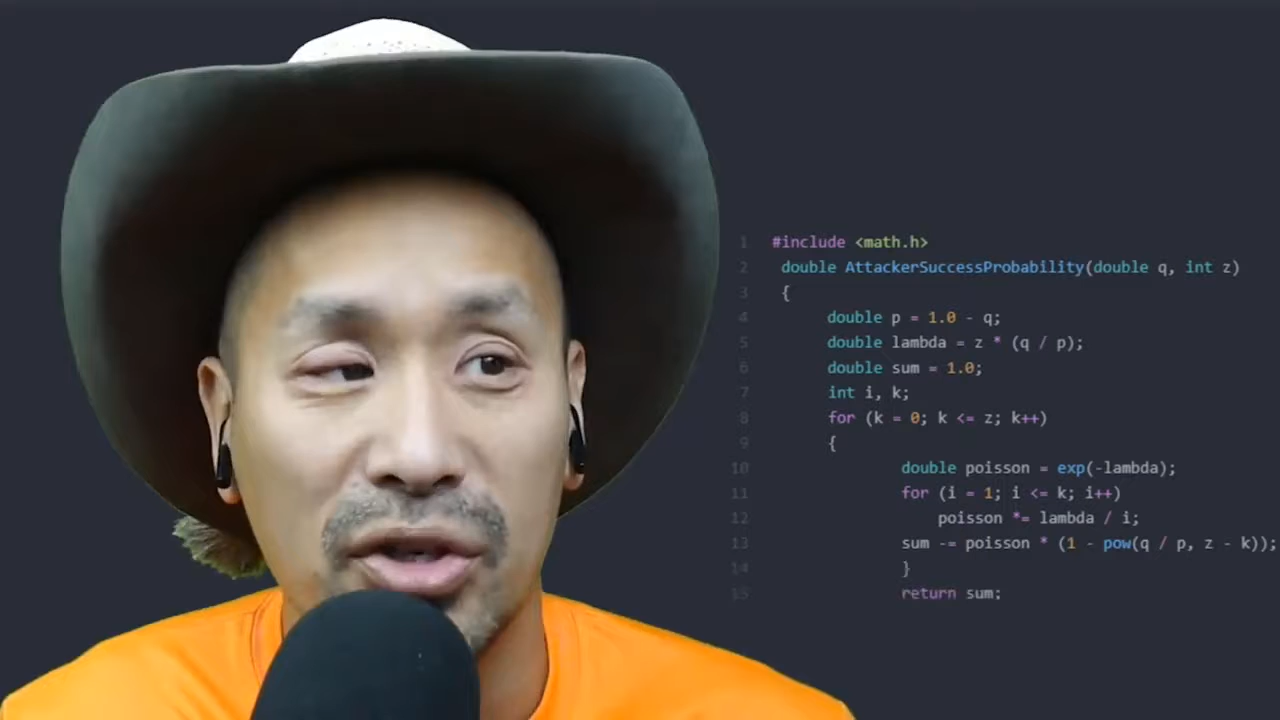 1 #include <math.h>
2 double AttackerSuccessProbability(double q, int z)
3 {
4 double p = 1.0 - q;
5 double lambda = z * (q / p);
6 double sum = 1.0;
7 int i, k;
8 for (k = 0; k <= z; k++)
9 {
10 double poisson = exp(-lambda);
11 for (i = 1; i <= k; i++)
12 poisson *= lambda / i;
13 sum -= poisson * (1 - pow(q / p, z - k));
14 }
15 return sum;